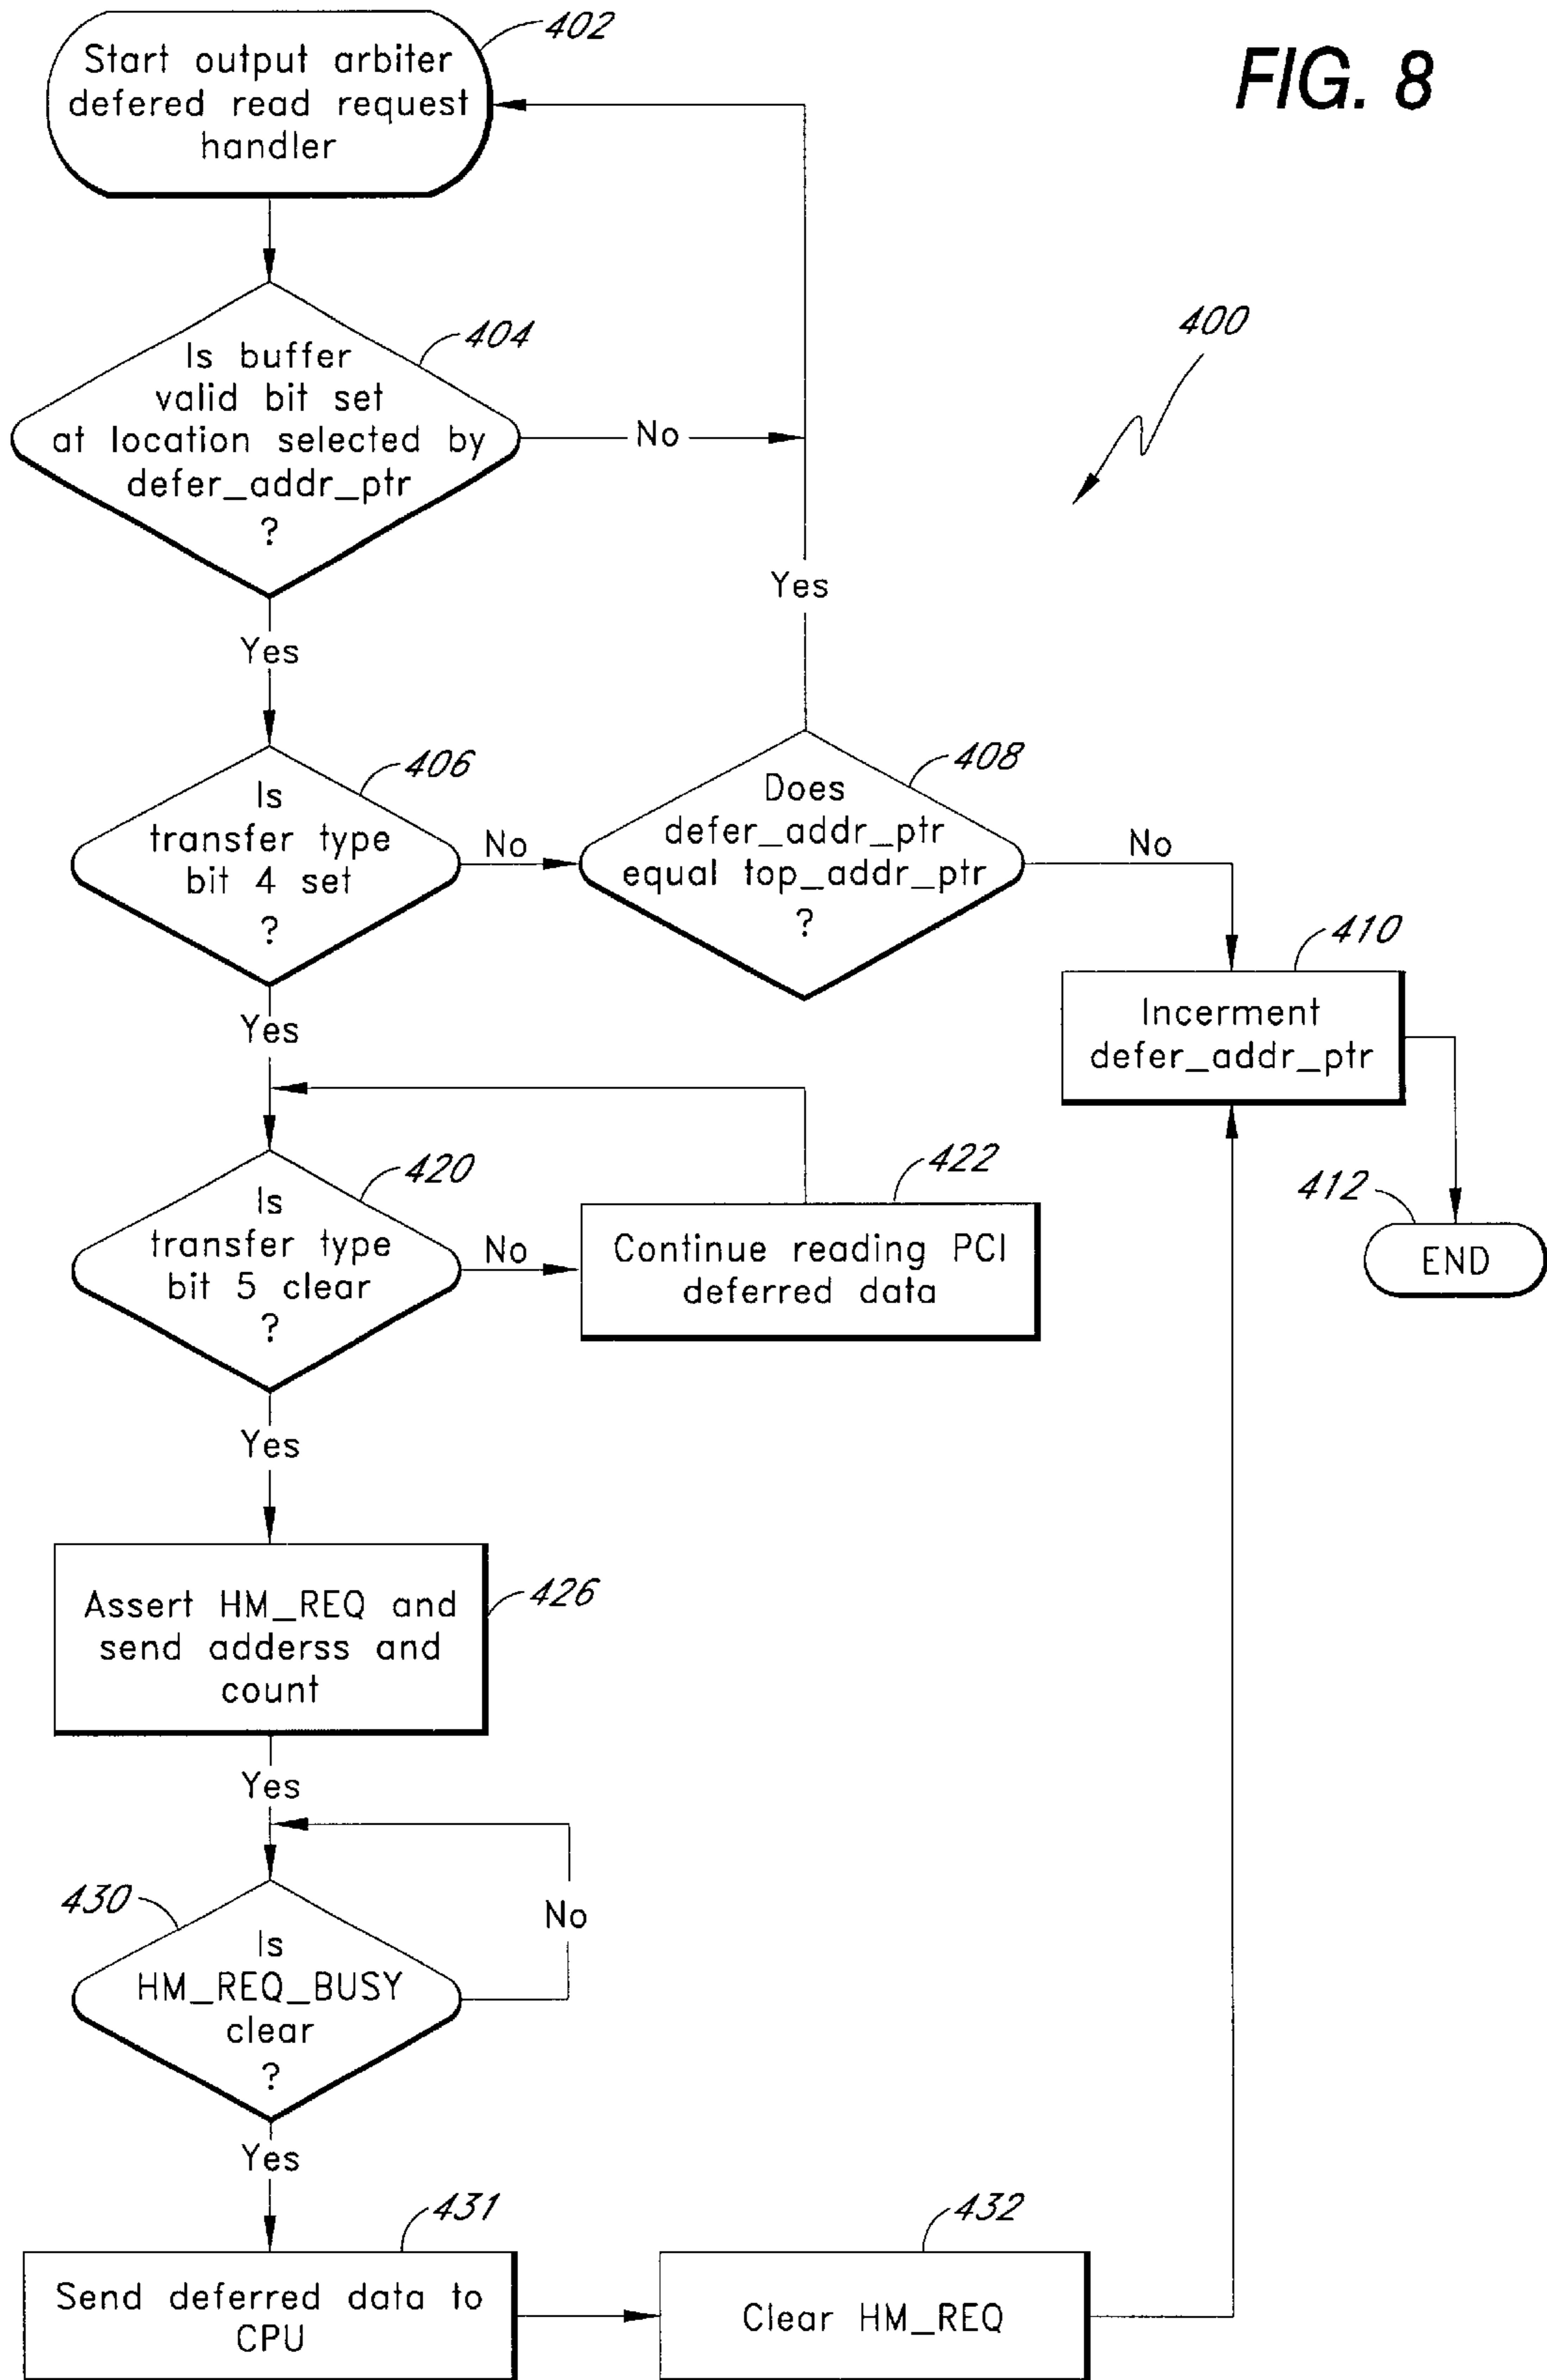 FIG. 8
402
Start output arbiter
defered read request
handler
400
404
Is buffer
valid bit set
at location selected by
defer_addr_ptr
?
No
Yes
Yes
406
Is
transfer type
bit 4 set
?
No
408
Does
defer_addr_ptr
equal top_addr_ptr
?
No
410
Incerment
defer_addr_ptr
412
END
Yes
420
Is
transfer type
bit 5 clear
?
No
422
Continue reading PCI
deferred data
Yes
426
Assert HM_REQ and
send adderss and
count
Yes
430
Is
HM_REQ_BUSY
clear
?
No
Yes
431
Send deferred data to
CPU
432
Clear HM_REQ